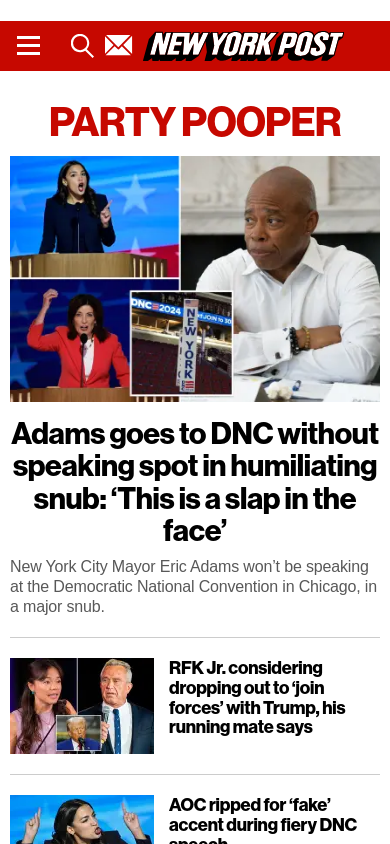 NEW YORK POST
PARTY POOPER
DNC★2024
NEW YORK
Adams goes to DNC without
speaking spot in humiliating
snub: ‘This is a slap in the
face’
New York City Mayor Eric Adams won’t be speaking
at the Democratic National Convention in Chicago, in
a major snub.
RFK Jr. considering
dropping out to ‘join
forces’ with Trump, his
running mate says
AOC ripped for ‘fake’
accent during fiery DNC
speech